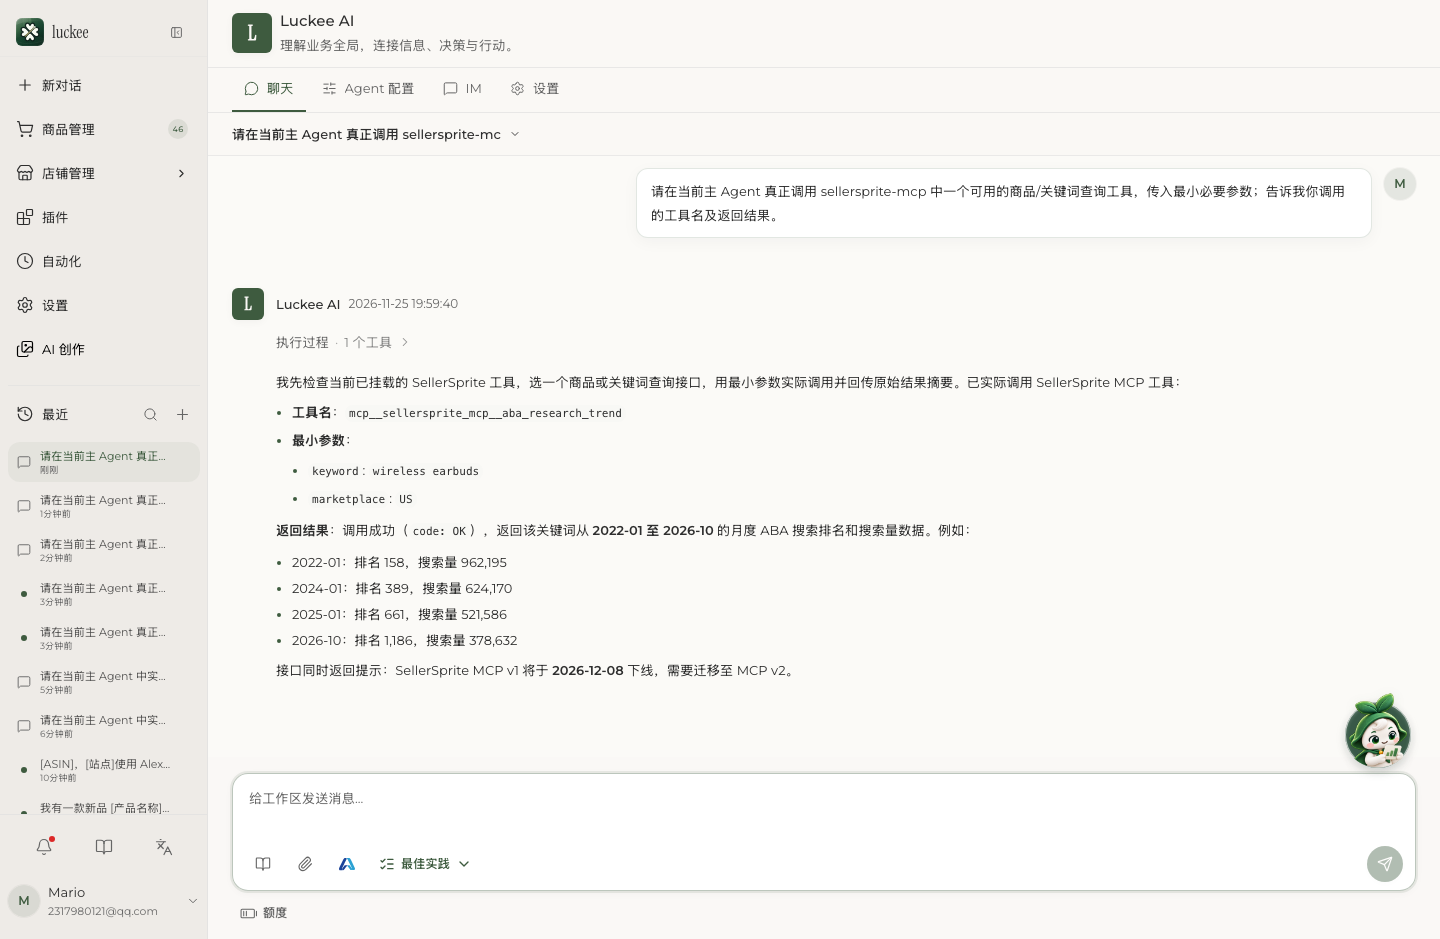 luckee
新对话
商品管理
46
店铺管理
插件
自动化
设置
AI 创作
最近
请在当前主 Agent 真正...
刚刚
请在当前主 Agent 真正...
1分钟前
请在当前主 Agent 真正...
2分钟前
请在当前主 Agent 真正...
3分钟前
请在当前主 Agent 真正...
3分钟前
请在当前主 Agent 中实...
5分钟前
请在当前主 Agent 中实...
6分钟前
[ASIN]，[站点]使用 Alex...
10分钟前
我有一款新品 [产品名称]...
M
Mario
2317980121@qq.com
L
Luckee AI
理解业务全局，连接信息、决策与行动。
聊天
Agent 配置
IM
设置
请在当前主 Agent 真正调用 sellersprite-mc
请在当前主 Agent 真正调用 sellersprite-mcp 中一个可用的商品/关键词查询工具，传入最小必要参数；告诉我你调用
的工具名及返回结果。
M
L
Luckee AI 2026-11-25 19:59:40
执行过程 · 1 个工具
我先检查当前已挂载的 SellerSprite 工具，选一个商品或关键词查询接口，用最小参数实际调用并回传原始结果摘要。已实际调用 SellerSprite MCP 工具：
• 工具名： mcp__sellersprite_mcp__aba_research_trend
• 最小参数：
• keyword：wireless earbuds
• marketplace：US
返回结果：调用成功（ code: OK ），返回该关键词从 2022-01 至 2026-10 的月度 ABA 搜索排名和搜索量数据。例如：
• 2022-01：排名 158，搜索量 962,195
• 2024-01：排名 389，搜索量 624,170
• 2025-01：排名 661，搜索量 521,586
• 2026-10：排名 1,186，搜索量 378,632
接口同时返回提示：SellerSprite MCP v1 将于 2026-12-08 下线，需要迁移至 MCP v2。
给工作区发送消息...
最佳实践
额度